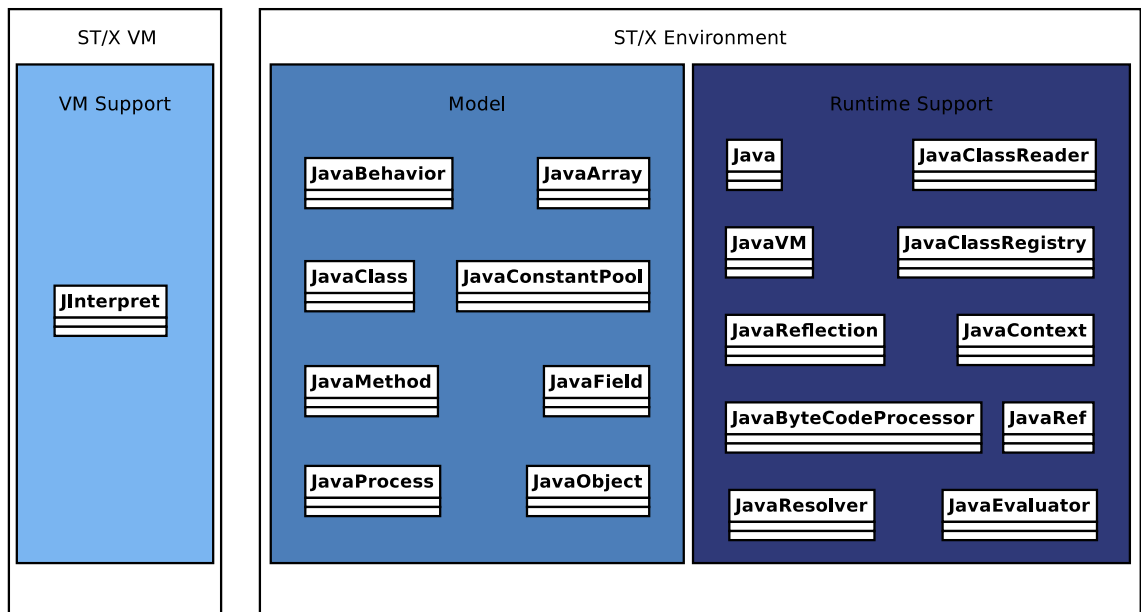 ST/X VM
VM Support
JInterpret
ST/X Environment
Model
JavaBehavior
JavaArray
JavaClass
JavaConstantPool
JavaMethod
JavaField
JavaProcess
JavaObject
Runtime Support
Java
JavaClassReader
JavaVM
JavaClassRegistry
JavaReflection
JavaContext
JavaByteCodeProcessor
JavaRef
JavaResolver
JavaEvaluator